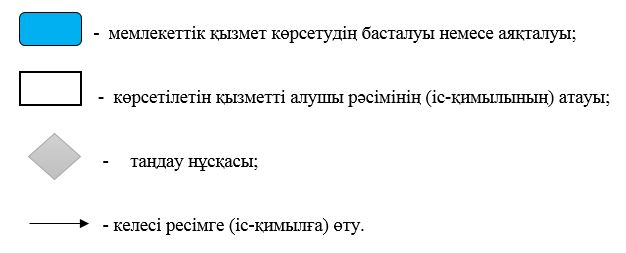 - мемлекеттік қызмет көрсетудің басталуы немесе аяқталуы;
- көрсетілетін қызметті алушы рәсімінің (іс-қимылының) атауы;
- таңдау нұсқасы;
- келесі ресімге (іс-қимылға) өту.